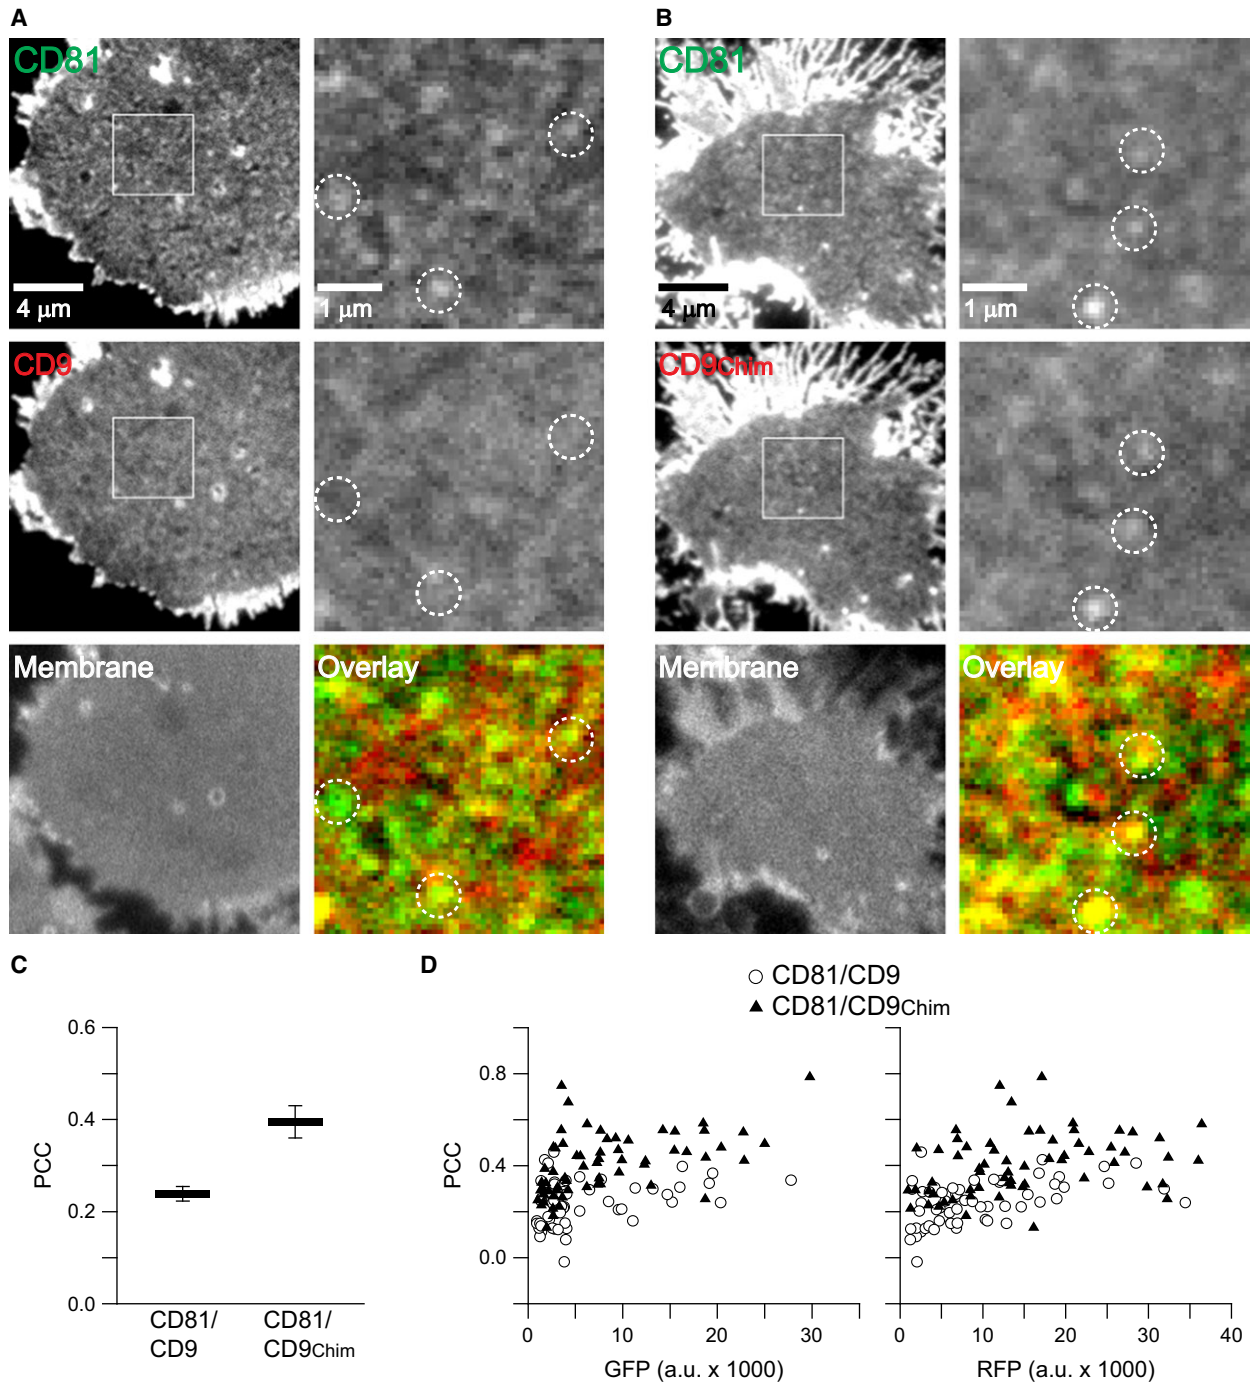 A
B
CD81
4 μm
1 μm
CD81
4 μm
1 μm
CD9
CD9Chim
Membrane
Overlay
Membrane
Overlay
C
D
CD81/CD9
CD81/CD9Chim
PCC
0.6
0.4
0.2
0.0
CD81/
CD9
CD81/
CD9Chim
PCC
0.8
0.4
0.0
0
10
20
30
GFP (a.u. x 1000)
0
10
20
30
40
RFP (a.u. x 1000)